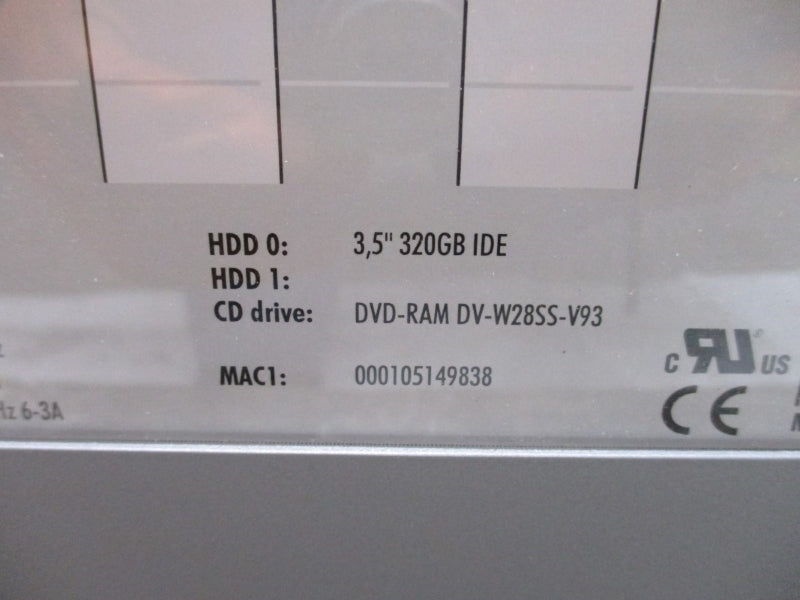 HDD 0: 3,5" 320GB IDE
HDD 1:
CD drive: DVD-RAM DV-W28SS-V93
MAC1: 000105149838
Hz 6-3A
c RU US
CE